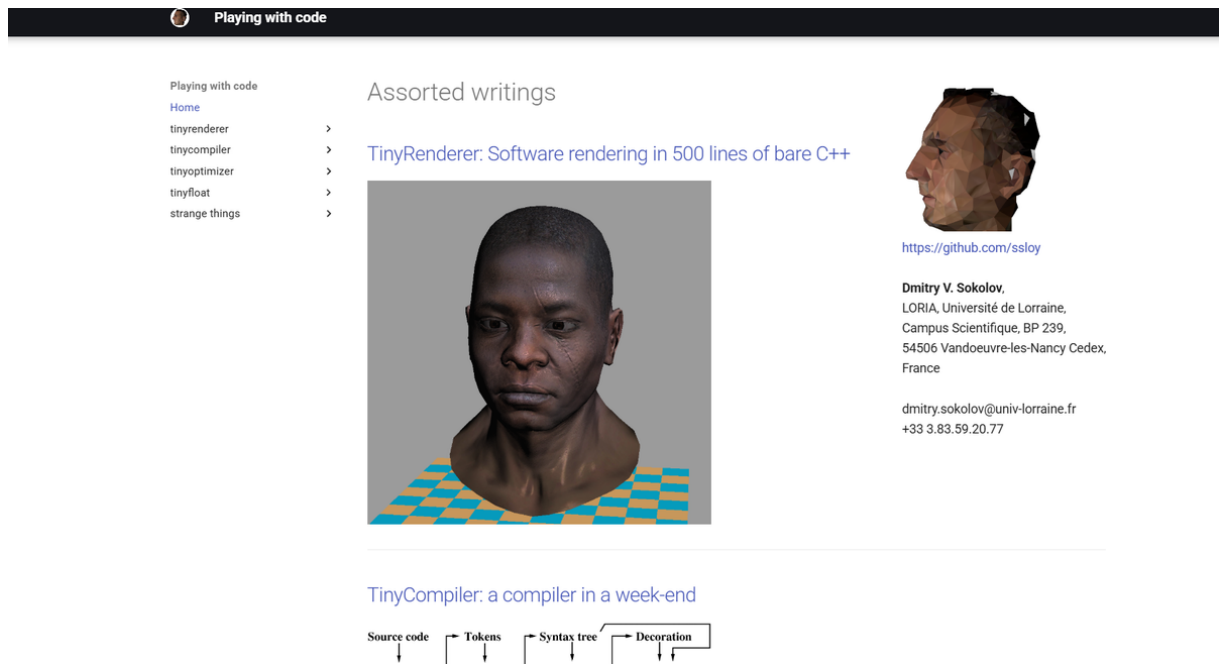 Playing with code
Playing with code
Home
tinyrenderer
tinycompiler
tinyoptimizer
tinyfloat
strange things
Assorted writings
TinyRenderer: Software rendering in 500 lines of bare C++
https://github.com/ssloy
Dmitry V. Sokolov,
LORIA, Université de Lorraine,
Campus Scientifique, BP 239,
54506 Vandoeuvre-les-Nancy Cedex,
France
dmitry.sokolov@univ-lorraine.fr
+33 3.83.59.20.77
TinyCompiler: a compiler in a week-end
Source code Tokens Syntax tree Decoration